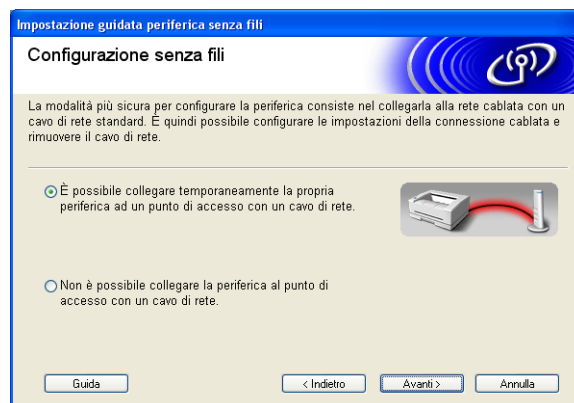 Impostazione guidata periferica senza fili
Configurazione senza fili
La modalità più sicura per configurare la periferica consiste nel collegarla alla rete cablata con un
cavo di rete standard. È quindi possibile configurare le impostazioni della connessione cablata e
rimuovere il cavo di rete.
È possibile collegare temporaneamente la propria
periferica ad un punto di accesso con un cavo di rete.
Non è possibile collegare la periferica al punto di
accesso con un cavo di rete.
Guida
< Indietro
Avanti >
Annulla